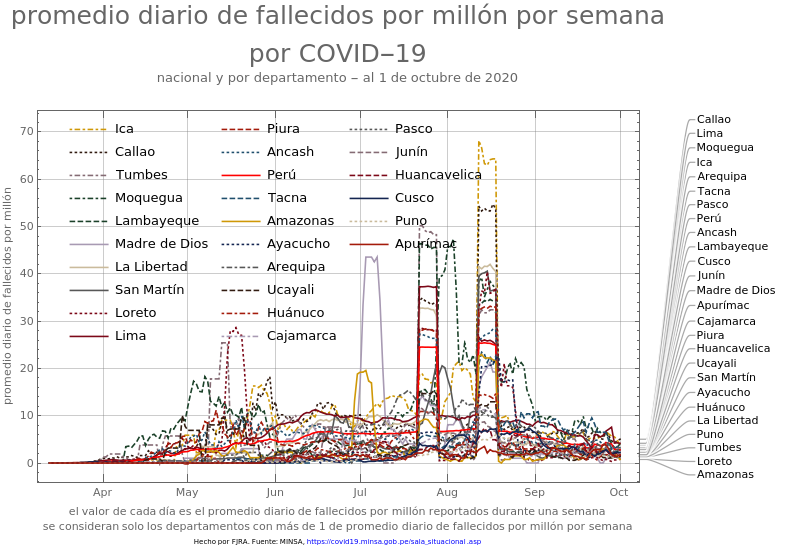 promedio diario de fallecidos por millón por semana
por COVID−19
nacional y por departamento − al 1 de octubre de 2020
promedio diario de fallecidos por millón
70
60
50
40
30
20
10
0
Ica
Callao
Tumbes
Moquegua
Lambayeque
Madre de Dios
La Libertad
San Martín
Loreto
Lima
Piura
Ancash
Perú
Tacna
Amazonas
Ayacucho
Arequipa
Ucayali
Huánuco
Cajamarca
Pasco
Junín
Huancavelica
Cusco
Puno
Apurímac
Apr
May
Jun
Jul
Aug
Sep
Oct
Callao
Lima
Moquegua
Ica
Arequipa
Tacna
Pasco
Perú
Ancash
Lambayeque
Cusco
Junín
Madre de Dios
Apurímac
Cajamarca
Piura
Huancavelica
Ucayali
San Martín
Ayacucho
Huánuco
La Libertad
Puno
Tumbes
Loreto
Amazonas
el valor de cada día es el promedio diario de fallecidos por millón reportados durante una semana
se consideran solo los departamentos con más de 1 de promedio diario de fallecidos por millón por semana
Hecho por FJRA. Fuente: MINSA, https://covid19.minsa.gob.pe/sala_situacional.asp